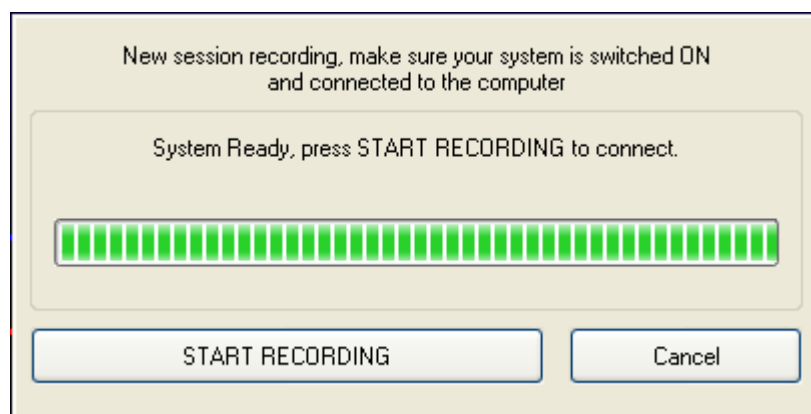 New session recording, make sure your system is switched ON
and connected to the computer
System Ready, press START RECORDING to connect.
START RECORDING
Cancel